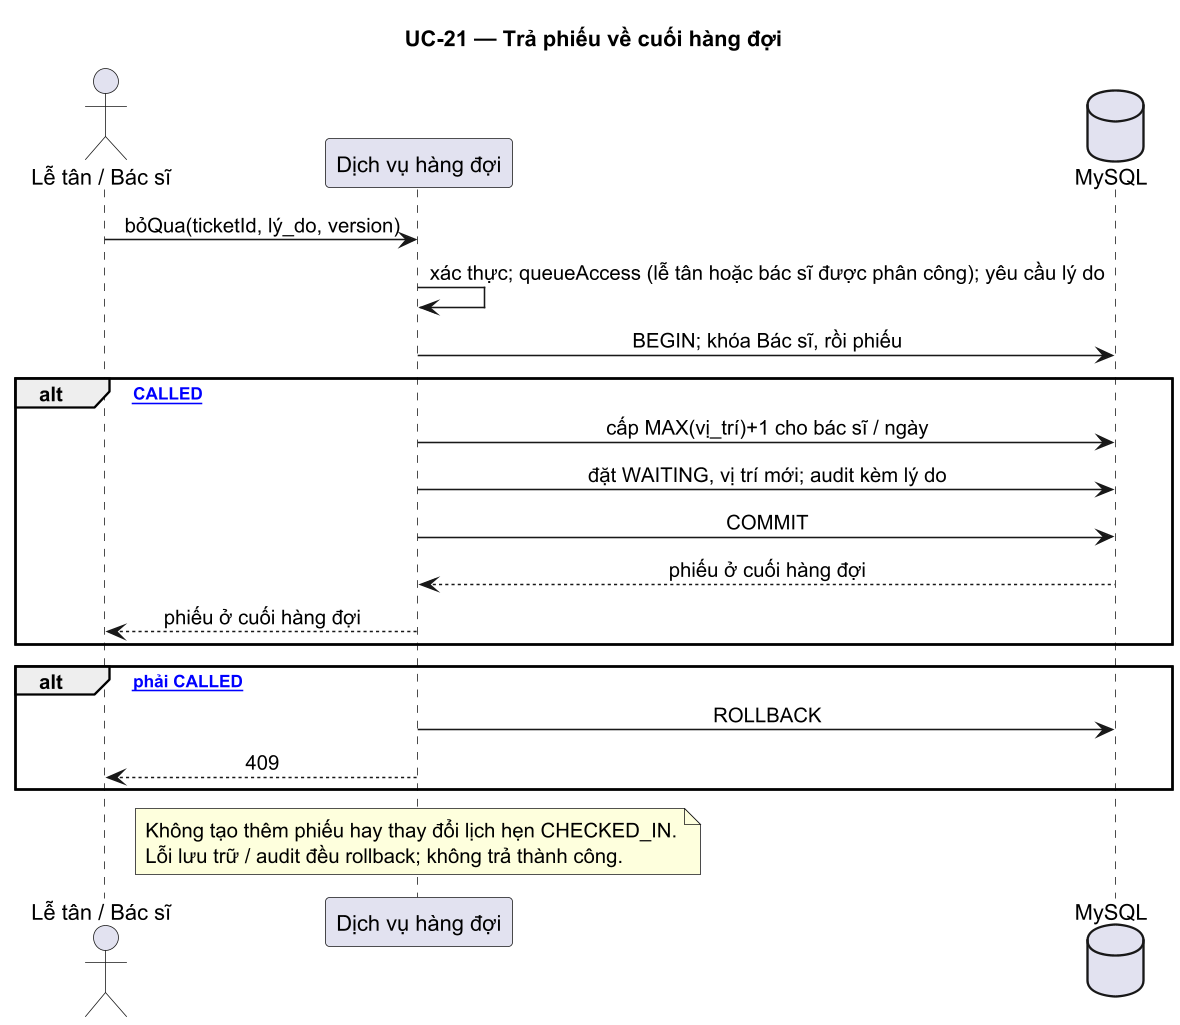 UC-21 — Trả phiếu về cuối hàng đợi
Lễ tân / Bác sĩ
Dịch vụ hàng đợi
MySQL
bỏQua(ticketId, lý_do, version)
xác thực; queueAccess (lễ tân hoặc bác sĩ được phân công); yêu cầu lý do
BEGIN; khóa Bác sĩ, rồi phiếu
alt
CALLED
cấp MAX(vị_trí)+1 cho bác sĩ / ngày
đặt WAITING, vị trí mới; audit kèm lý do
COMMIT
phiếu ở cuối hàng đợi
phiếu ở cuối hàng đợi
alt
phải CALLED
ROLLBACK
409
Không tạo thêm phiếu hay thay đổi lịch hẹn CHECKED_IN.
Lỗi lưu trữ / audit đều rollback; không trả thành công.
Lễ tân / Bác sĩ
Dịch vụ hàng đợi
MySQL